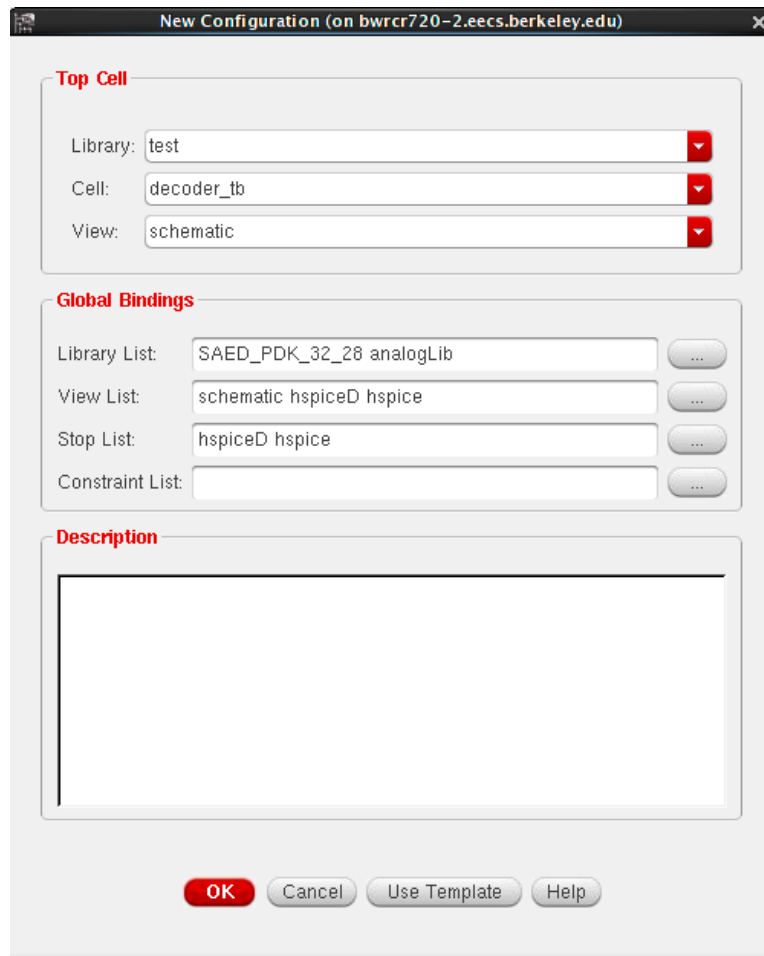 New Configuration (on bwrcr720-2.eecs.berkeley.edu)
Top Cell
Library: test
Cell: decoder_tb
View: schematic
Global Bindings
Library List: SAED_PDK_32_28 analogLib ...
View List: schematic hspiceD hspice ...
Stop List: hspiceD hspice ...
Constraint List: ...
Description
OK Cancel Use Template Help